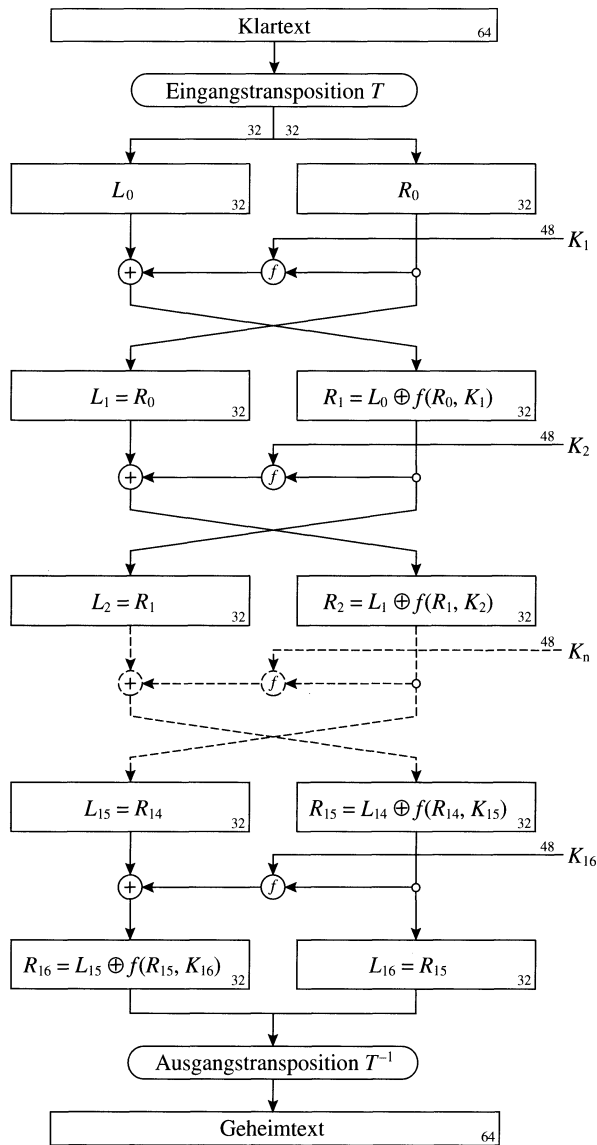 Klartext 64
Eingangstransposition T
32 32
L₀ 32 R₀ 32
48 K₁
+ f
L₁ = R₀ 32 R₁ = L₀ ⊕ f(R₀, K₁) 32
48 K₂
+ f
L₂ = R₁ 32 R₂ = L₁ ⊕ f(R₁, K₂) 32
48 Kₙ
+ f
L₁₅ = R₁₄ 32 R₁₅ = L₁₄ ⊕ f(R₁₄, K₁₅) 32
48 K₁₆
+ f
R₁₆ = L₁₅ ⊕ f(R₁₅, K₁₆) 32 L₁₆ = R₁₅ 32
Ausgangstransposition T⁻¹
Geheimtext 64